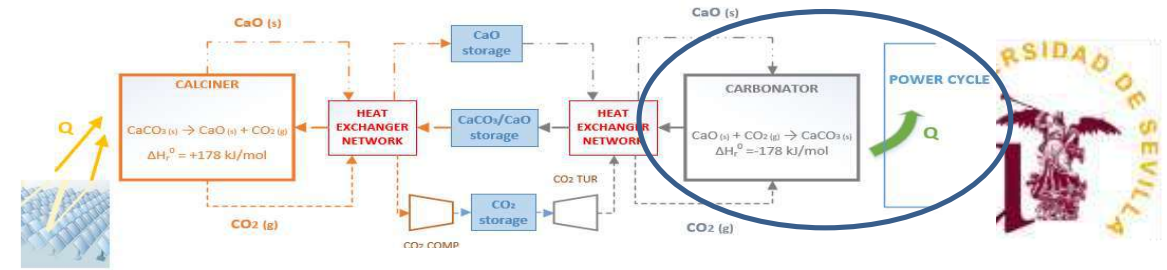 CaO (s)
CaO (s)
CaO
storage
CALCINER
CARBONATOR
POWER CYCLE
Q
CaCO₃ (s) → CaO (s) + CO₂ (g)
ΔHᵣ⁰ = +178 kJ/mol
HEAT
EXCHANGER
NETWORK
CaCO₃/CaO
storage
HEAT
EXCHANGER
NETWORK
CaO (s) + CO₂ (g) → CaCO₃ (s)
ΔHᵣ⁰ =-178 kJ/mol
Q
CO₂ TUR
CO₂
storage
CO₂ (g)
CO₂ COMP
CO₂ (g)
RSIDAD DE SEVILLA